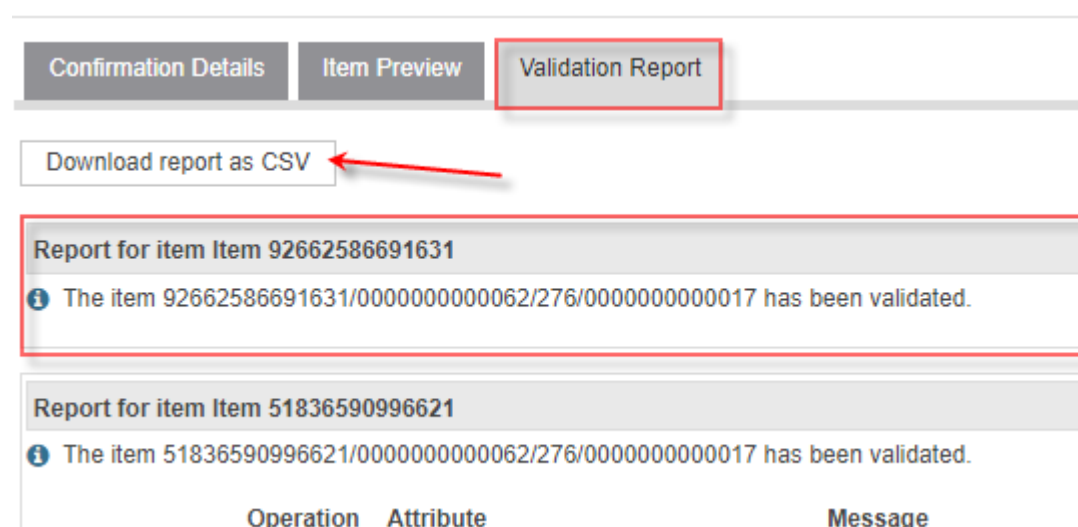 Confirmation Details Item Preview Validation Report
Download report as CSV
Report for item Item 92662586691631
The item 92662586691631/0000000000062/276/0000000000017 has been validated.
Report for item Item 51836590996621
The item 51836590996621/0000000000062/276/0000000000017 has been validated.
Operation Attribute Message